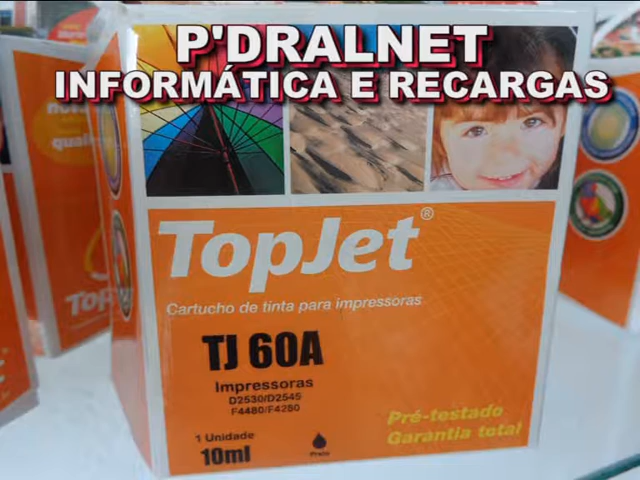 P'DRALNET
INFORMÁTICA E RECARGAS
TopJet®
Cartucho de tinta para impressoras
TJ 60A
Impressoras
D2530/D2545
F4480/F4280
1 Unidade
10ml
Preto
Pré-testado
Garantia total